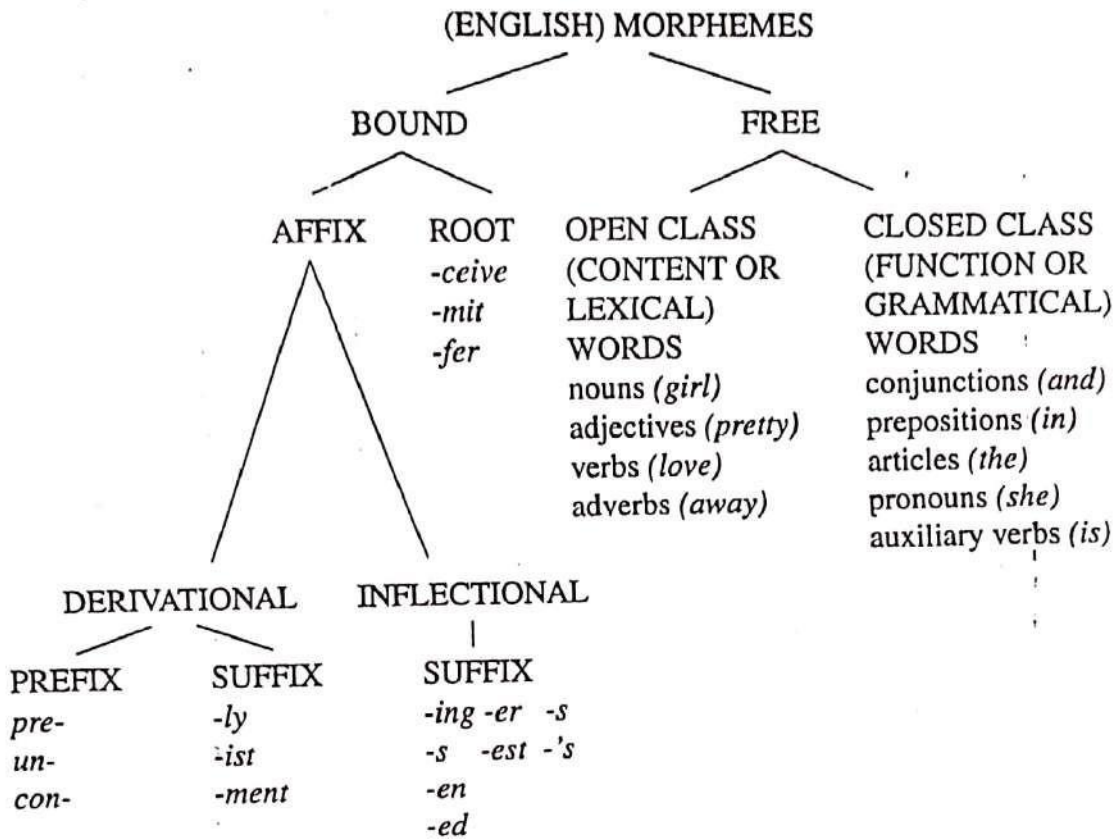 (ENGLISH) MORPHEMES
BOUND
FREE
AFFIX
ROOT
-ceive
-mit
-fer
OPEN CLASS
(CONTENT OR
LEXICAL)
WORDS
nouns (girl)
adjectives (pretty)
verbs (love)
adverbs (away)
CLOSED CLASS
(FUNCTION OR
GRAMMATICAL)
WORDS
conjunctions (and)
prepositions (in)
articles (the)
pronouns (she)
auxiliary verbs (is)
DERIVATIONAL
INFLECTIONAL
PREFIX
pre-
un-
con-
SUFFIX
-ly
-ist
-ment
SUFFIX
-ing -er -s
-s -est -'s
-en
-ed